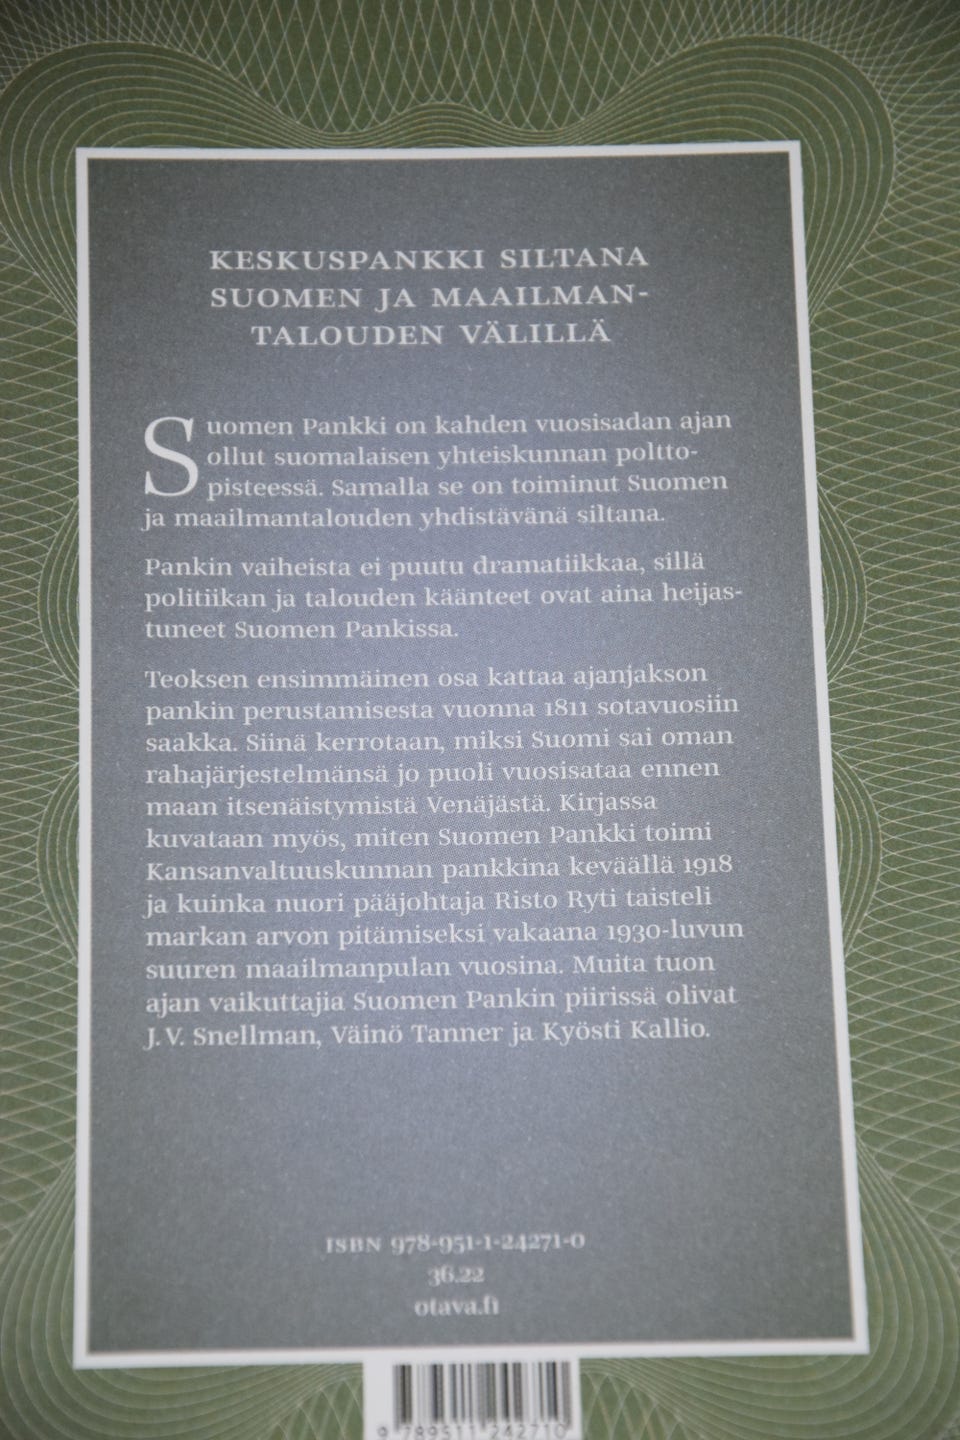 KESKUSPANKKI SILTANA
SUOMEN JA MAAILMAN-
TALOUDEN VÄLILLÄ
Suomen Pankki on kahden vuosisadan ajan
ollut suomalaisen yhteiskunnan poltto-
pisteessä. Samalla se on toiminut Suomen
ja maailmantalouden yhdistävänä siltana.
Pankin vaiheista ei puutu dramatiikkaa, sillä
politiikan ja talouden käänteet ovat aina heijas-
tuneet Suomen Pankissa.
Teoksen ensimmäinen osa kattaa ajanjakson
pankin perustamisesta vuonna 1811 sotavuosiin
saakka. Siinä kerrotaan, miksi Suomi sai oman
rahajärjestelmänsä jo puoli vuosisataa ennen
maan itsenäistymistä Venäjästä. Kirjassa
kuvataan myös, miten Suomen Pankki toimi
Kansanvaltuuskunnan pankkina keväällä 1918
ja kuinka nuori pääjohtaja Risto Ryti taisteli
markan arvon pitämiseksi vakaana 1930-luvun
suuren maailmanpulan vuosina. Muita tuon
ajan vaikuttajia Suomen Pankin piirissä olivat
J. V. Snellman, Väinö Tanner ja Kyösti Kallio.
ISBN 978-951-1-24271-0
36.22
otava.fi
9 789511 242710